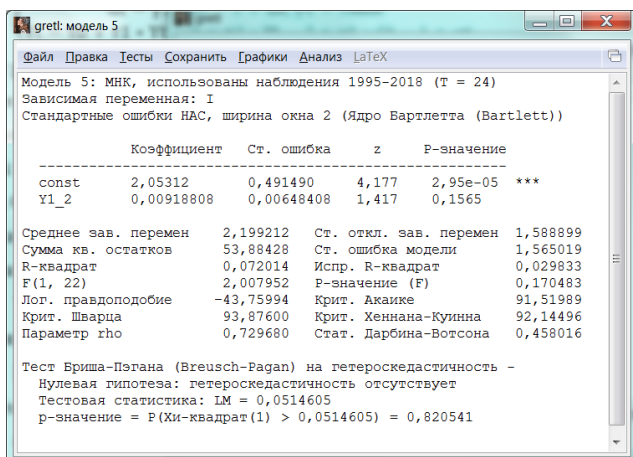 gretl: модель 5
Файл Правка Тесты Сохранить Графики Анализ LaTeX
Модель 5: МНК, использованы наблюдения 1995-2018 (T = 24)
Зависимая переменная: I
Стандартные ошибки HAC, ширина окна 2 (Ядро Бартлетта (Bartlett))
Коэффициент Ст. ошибка z P-значение
const 2,05312 0,491490 4,177 2,95e-05 ***
Y1_2 0,00918808 0,00648408 1,417 0,1565
Среднее зав. перемен 2,199212 Ст. откл. зав. перемен 1,588899
Сумма кв. остатков 53,88428 Ст. ошибка модели 1,565019
R-квадрат 0,072014 Испр. R-квадрат 0,029833
F(1, 22) 2,007952 P-значение (F) 0,170483
Лог. правдоподобие -43,75994 Крит. Акаике 91,51989
Крит. Шварца 93,87600 Крит. Хеннана-Куинна 92,14496
Параметр rho 0,729680 Стат. Дарбина-Вотсона 0,458016
Тест Бриша-Пэгана (Breusch-Pagan) на гетероскедастичность -
Нулевая гипотеза: гетероскедастичность отсутствует
Тестовая статистика: LM = 0,0514605
р-значение = P(Хи-квадрат(1) > 0,0514605) = 0,820541